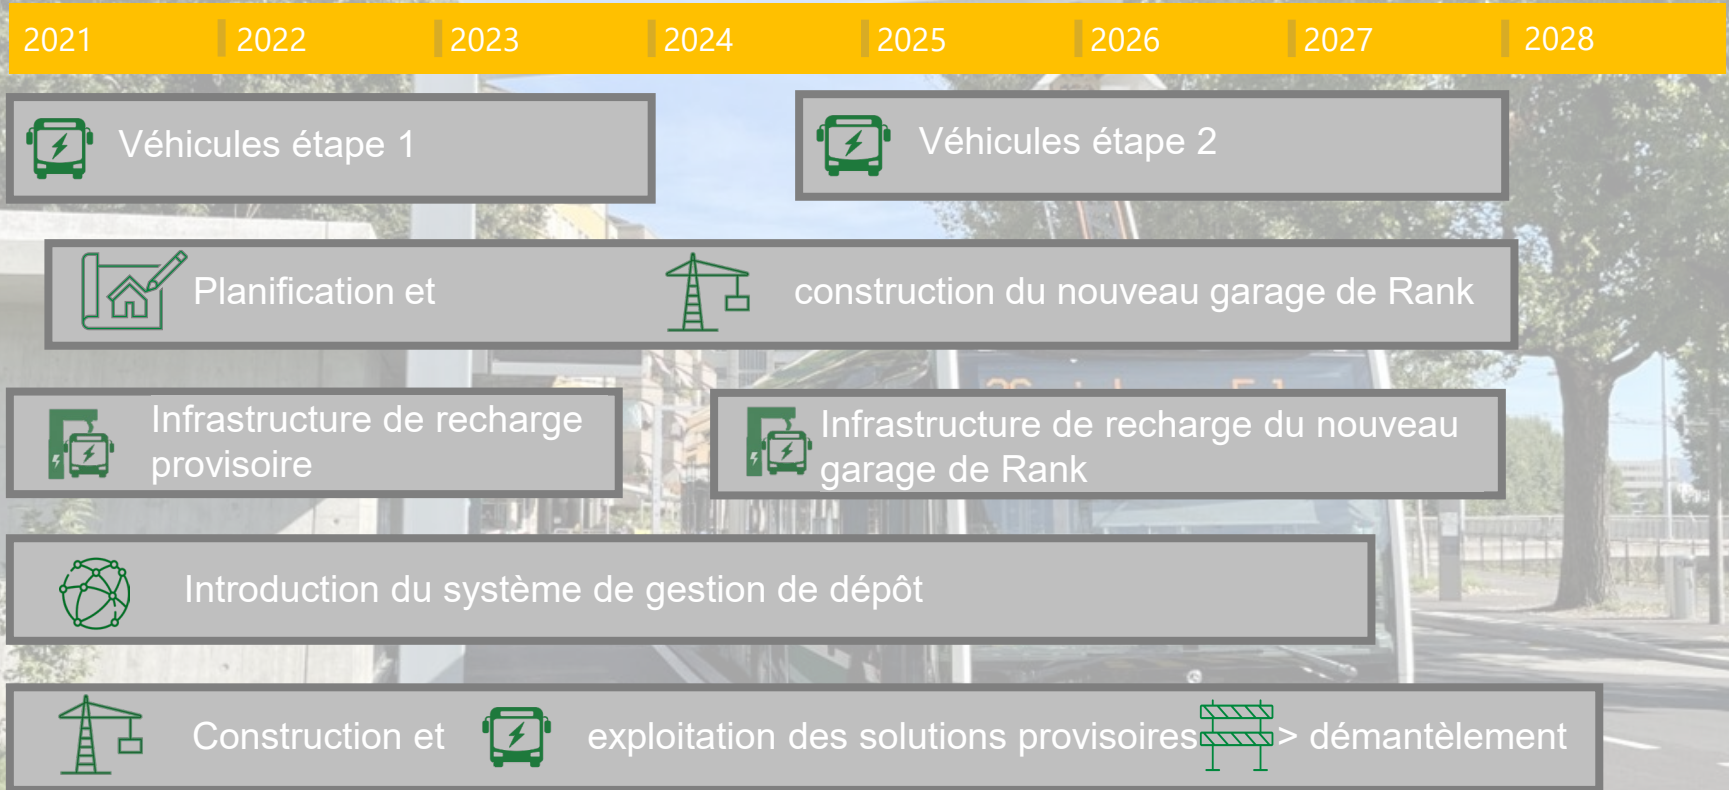 2021 2022 2023 2024 2025 2026 2027 2028
Véhicules étape 1
Véhicules étape 2
Planification et construction du nouveau garage de Rank
Infrastructure de recharge
provisoire
Infrastructure de recharge du nouveau
garage de Rank
Introduction du système de gestion de dépôt
Construction et exploitation des solutions provisoires > démantèlement